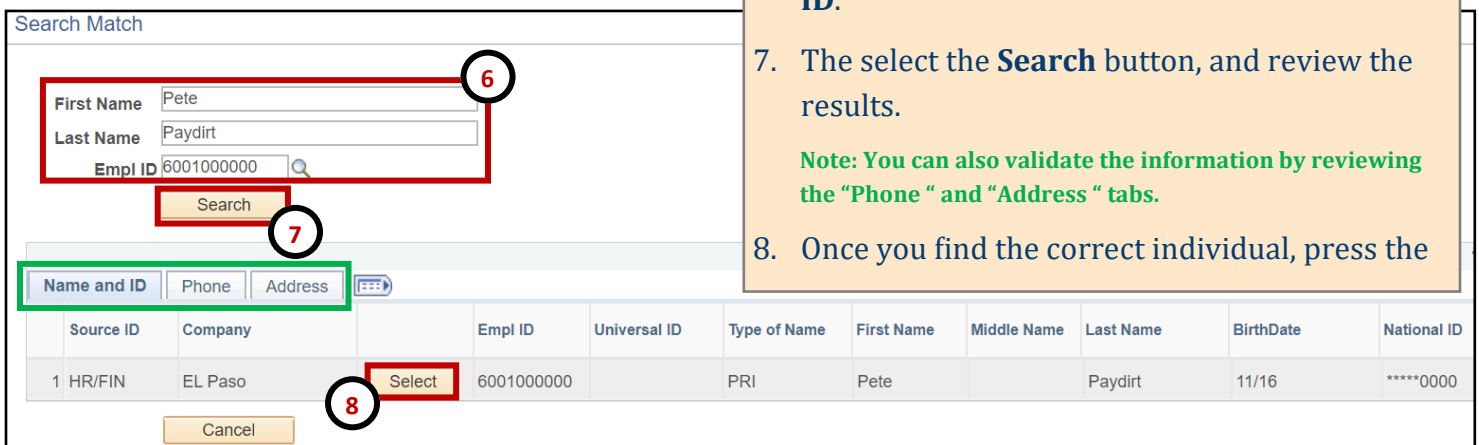 Search Match
First Name Pete
Last Name Paydirt
Empl ID 6001000000
Search
6
7
ID.
7. The select the Search button, and review the
results.
Note: You can also validate the information by reviewing
the “Phone “ and “Address “ tabs.
8. Once you find the correct individual, press the
Name and ID Phone Address
Source ID Company Empl ID Universal ID Type of Name First Name Middle Name Last Name BirthDate National ID
1 HR/FIN EL Paso Select 6001000000 PRI Pete Paydirt 11/16 *****0000
8
Cancel